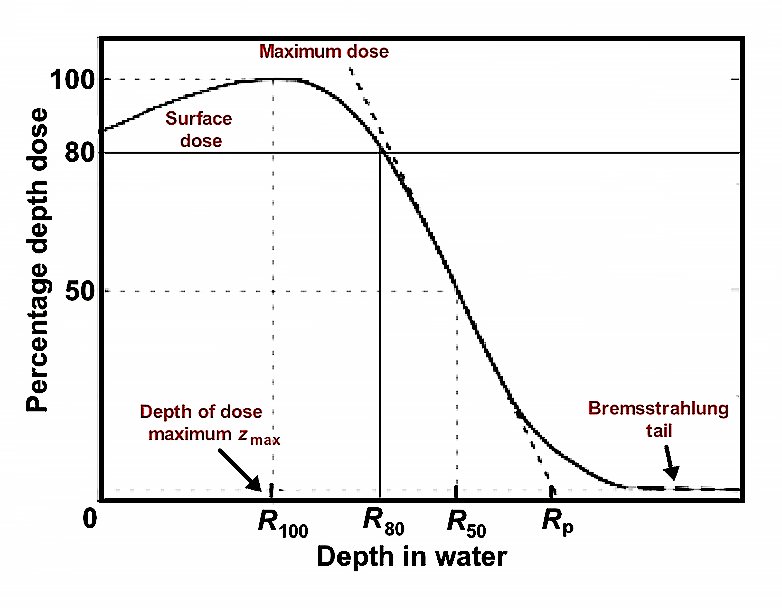 Maximum dose
100
Surface
dose
80
Percentage depth dose
50
Depth of dose
maximum zmax
Bremsstrahlung
tail
0
R100
R80
R50
Rp
Depth in water